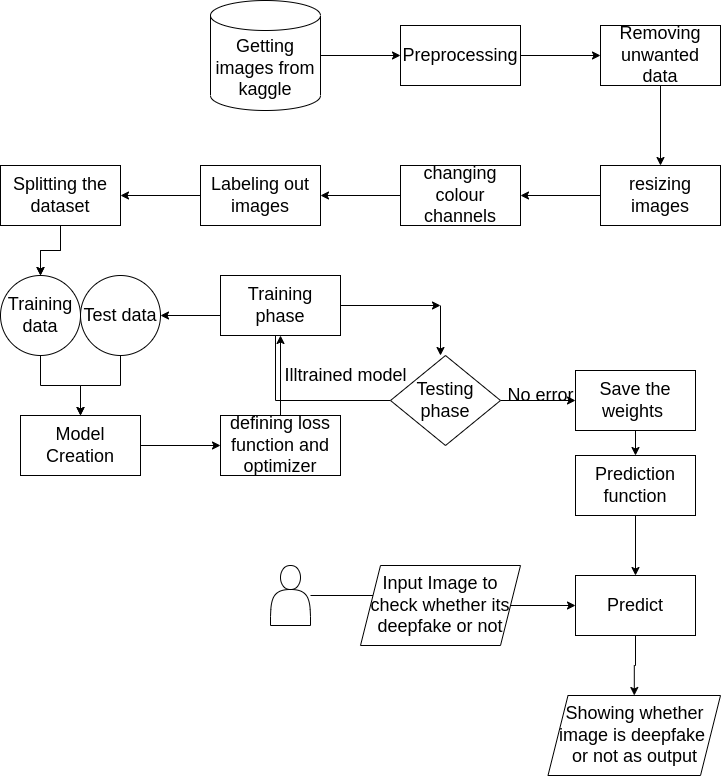 Getting
images from
kaggle
Preprocessing
Removing
unwanted
data
Splitting the
dataset
Labeling out
images
changing
colour
channels
resizing
images
Training
data
Test data
Training
phase
Illtrained model
Testing
phase
No error
Save the
weights
Model
Creation
defining loss
function and
optimizer
Prediction
function
Input Image to
check whether its
deepfake or not
Predict
Showing whether
image is deepfake
or not as output